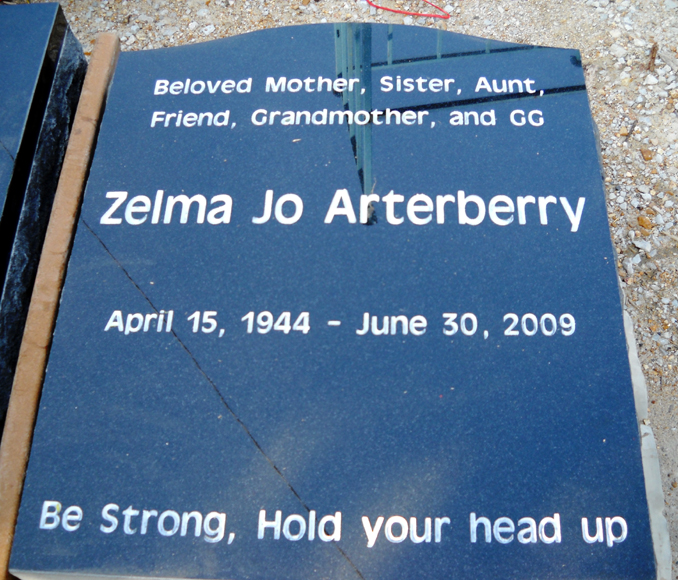 Beloved Mother, Sister, Aunt,
Friend, Grandmother, and GG
Zelma Jo Arterberry
April 15, 1944 - June 30, 2009
Be Strong, Hold your head up